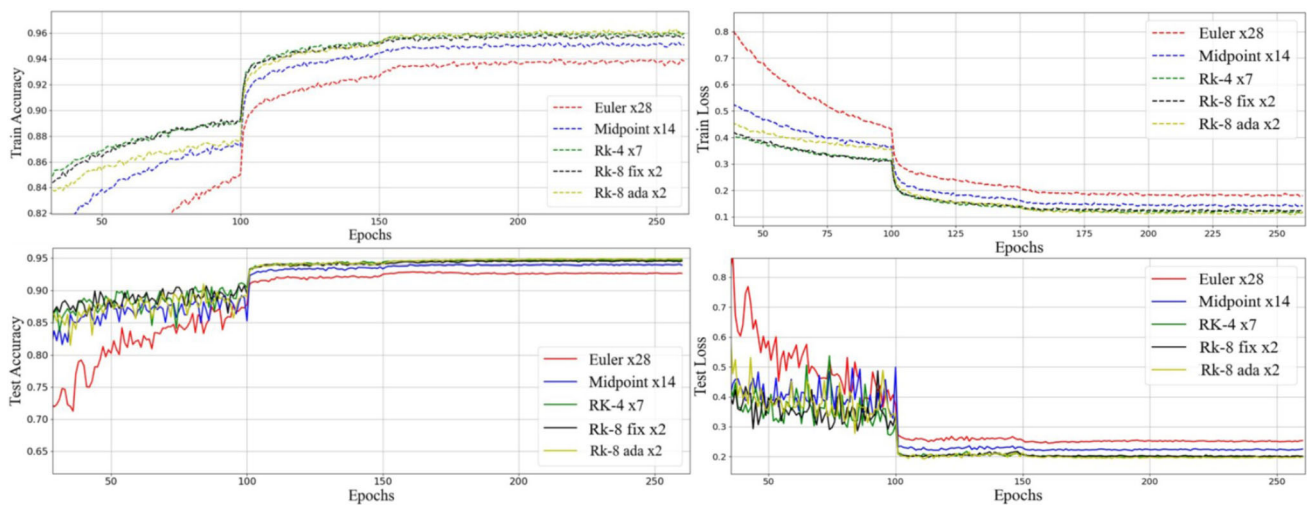 Train Accuracy
0.96
0.94
0.92
0.90
0.88
0.86
0.84
0.82
50
100
150
200
250
Epochs
Euler x28
Midpoint x14
Rk-4 x7
Rk-8 fix x2
Rk-8 ada x2
Train Loss
0.8
0.7
0.6
0.5
0.4
0.3
0.2
0.1
50
75
100
125
150
175
200
225
250
Epochs
Euler x28
Midpoint x14
Rk-4 x7
Rk-8 fix x2
Rk-8 ada x2
Test Accuracy
0.95
0.90
0.85
0.80
0.75
0.70
0.65
50
100
150
200
250
Epochs
Euler x28
Midpoint x14
RK-4 x7
Rk-8 fix x2
Rk-8 ada x2
Test Loss
0.8
0.7
0.6
0.5
0.4
0.3
0.2
50
100
150
200
250
Epochs
Euler x28
Midpoint x14
RK-4 x7
Rk-8 fix x2
Rk-8 ada x2